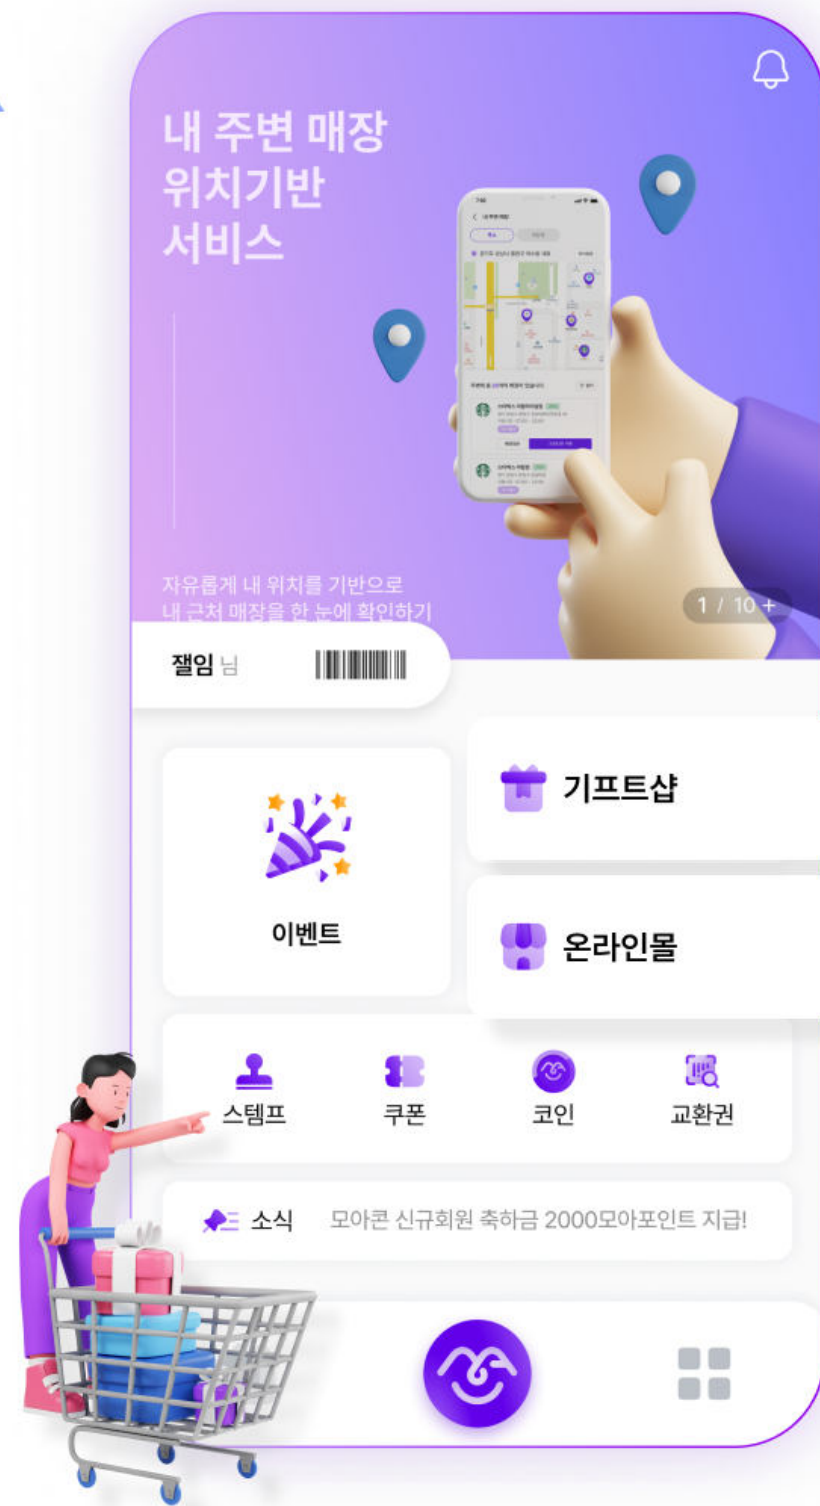 내 주변 매장
위치기반
서비스
자유롭게 내 위치를 기반으로
내 근처 매장을 한 눈에 확인하기
1 / 10 +
잴임 님
이벤트
기프트샵
온라인몰
스템프
쿠폰
코인
교환권
소식
모아콘 신규회원 축하금 2000모아포인트 지급!